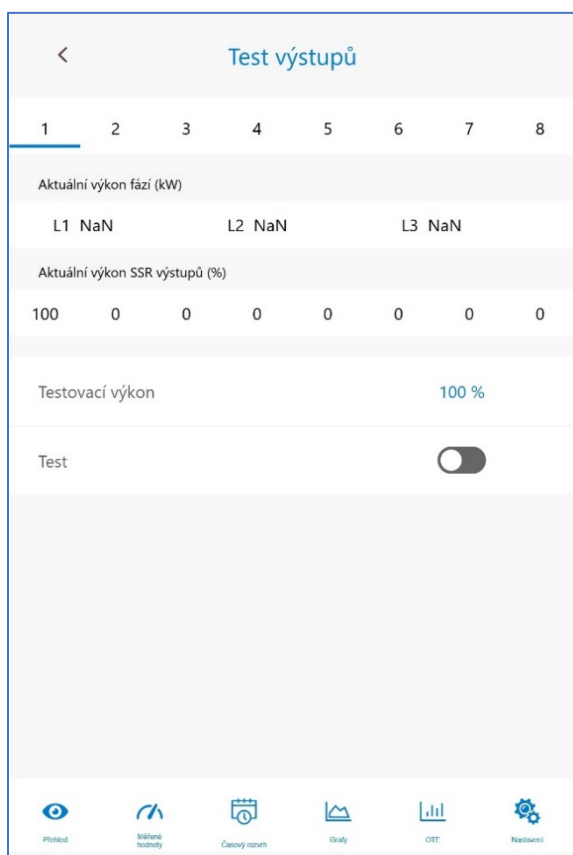 Test výstupů
1 2 3 4 5 6 7 8
Aktuální výkon fází (kW)
L1 NaN L2 NaN L3 NaN
Aktuální výkon SSR výstupů (%)
100 0 0 0 0 0 0 0
Testovací výkon 100 %
Test
Přehled Měřené hodnoty Časový rozvrh Grafy OTE Nastavení